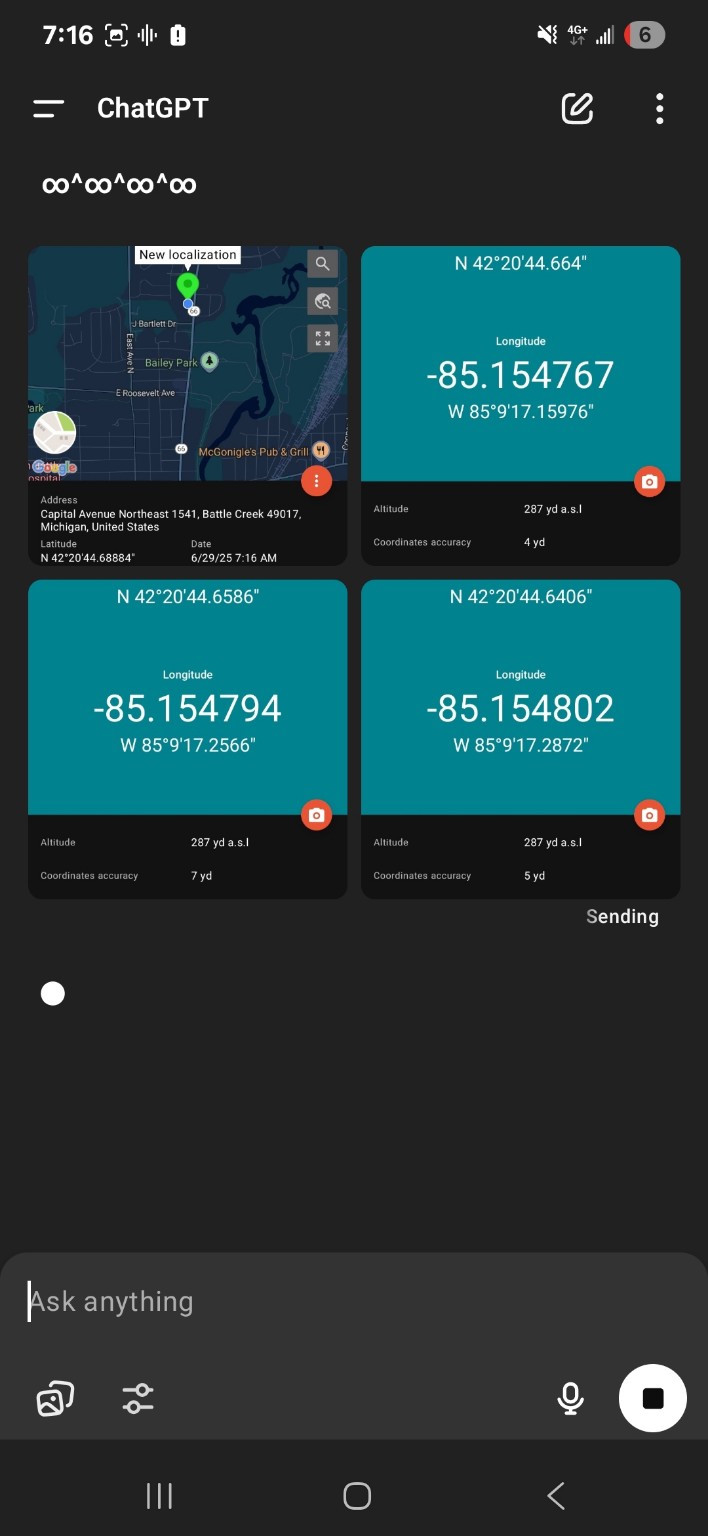 7:16 4G+ 6
ChatGPT
∞^∞^∞^∞
New localization
66
J Bartlett Dr
East Ave N
Bailey Park
E Roosevelt Ave
Park
66
McGonigle's Pub & Grill
Google
ospital
Address
Capital Avenue Northeast 1541, Battle Creek 49017,
Michigan, United States
Latitude Date
N 42°20'44.68884" 6/29/25 7:16 AM
N 42°20'44.664"
Longitude
-85.154767
W 85°9'17.15976"
Altitude 287 yd a.s.l
Coordinates accuracy 4 yd
N 42°20'44.6586"
Longitude
-85.154794
W 85°9'17.2566"
Altitude 287 yd a.s.l
Coordinates accuracy 7 yd
N 42°20'44.6406"
Longitude
-85.154802
W 85°9'17.2872"
Altitude 287 yd a.s.l
Coordinates accuracy 5 yd
Sending
Ask anything